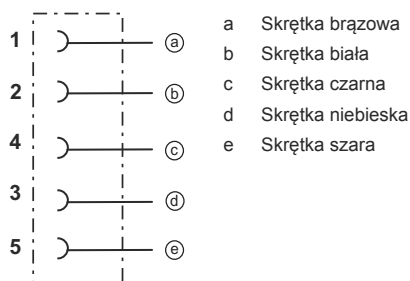 1 a
2 b
4 c
3 d
5 e
a Skrętka brązowa
b Skrętka biała
c Skrętka czarna
d Skrętka niebieska
e Skrętka szara